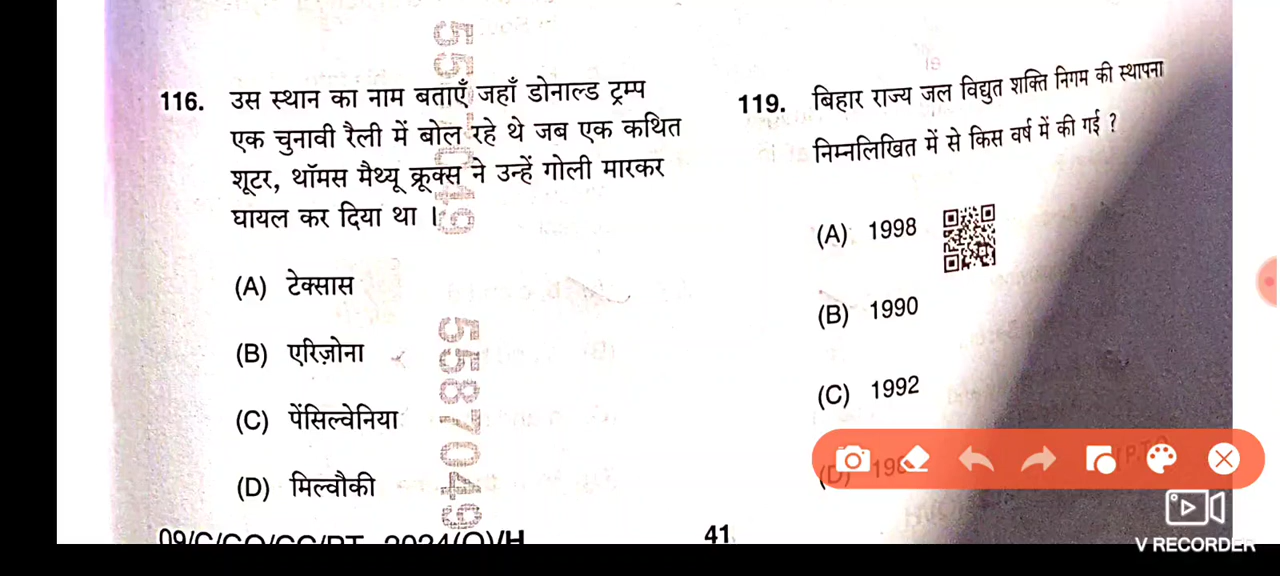 116. उस स्थान का नाम बताएँ जहाँ डोनाल्ड ट्रम्प
एक चुनावी रैली में बोल रहे थे जब एक कथित
शूटर, थॉमस मैथ्यू क्रूक्स ने उन्हें गोली मारकर
घायल कर दिया था ।
(A) टेक्सास
(B) एरिज़ोना
(C) पेंसिल्वेनिया
(D) मिल्वौकी
5587049
119. बिहार राज्य जल विद्युत शक्ति निगम की स्थापना
निम्नलिखित में से किस वर्ष में की गई ?
(A) 1998
(B) 1990
(C) 1992
(D)
41
V RECORDER